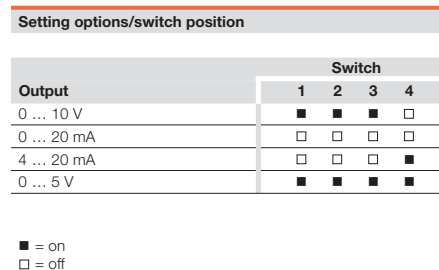 Setting options/switch position
Switch
Output 1 2 3 4
0 … 10 V ■ ■ ■ □
0 … 20 mA □ □ □ □
4 … 20 mA □ □ □ ■
0 … 5 V ■ ■ ■ ■
■ = on
□ = off